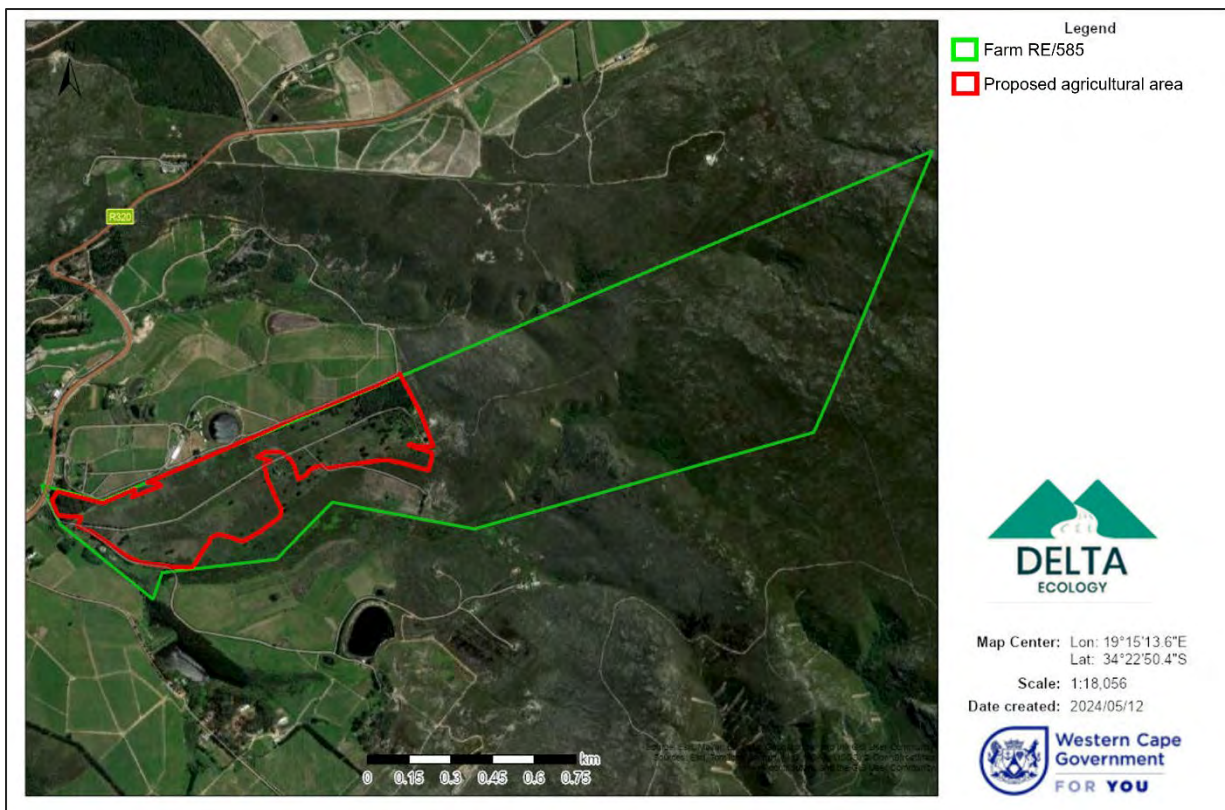 Legend
Farm RE/585
Proposed agricultural area
N
R320
DELTA
ECOLOGY
Map Center: Lon: 19°15'13.6"E
Lat: 34°22'50.4"S
Scale: 1:18,056
Date created: 2024/05/12
km
0 0.15 0.3 0.45 0.6 0.75
Western Cape
Government
FOR YOU